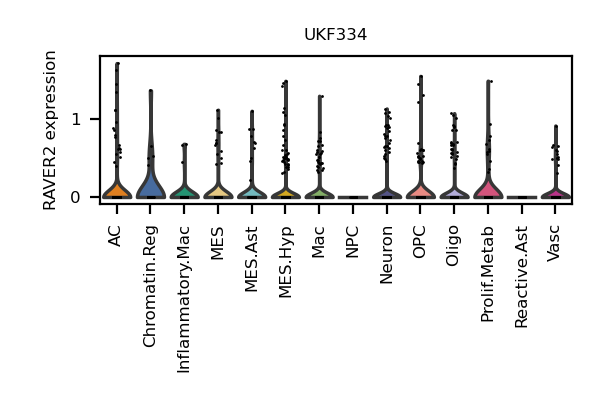 UKF334
RAVER2 expression
1
0
AC
Chromatin.Reg
Inflammatory.Mac
MES
MES.Ast
MES.Hyp
Mac
NPC
Neuron
OPC
Oligo
Prolif.Metab
Reactive.Ast
Vasc